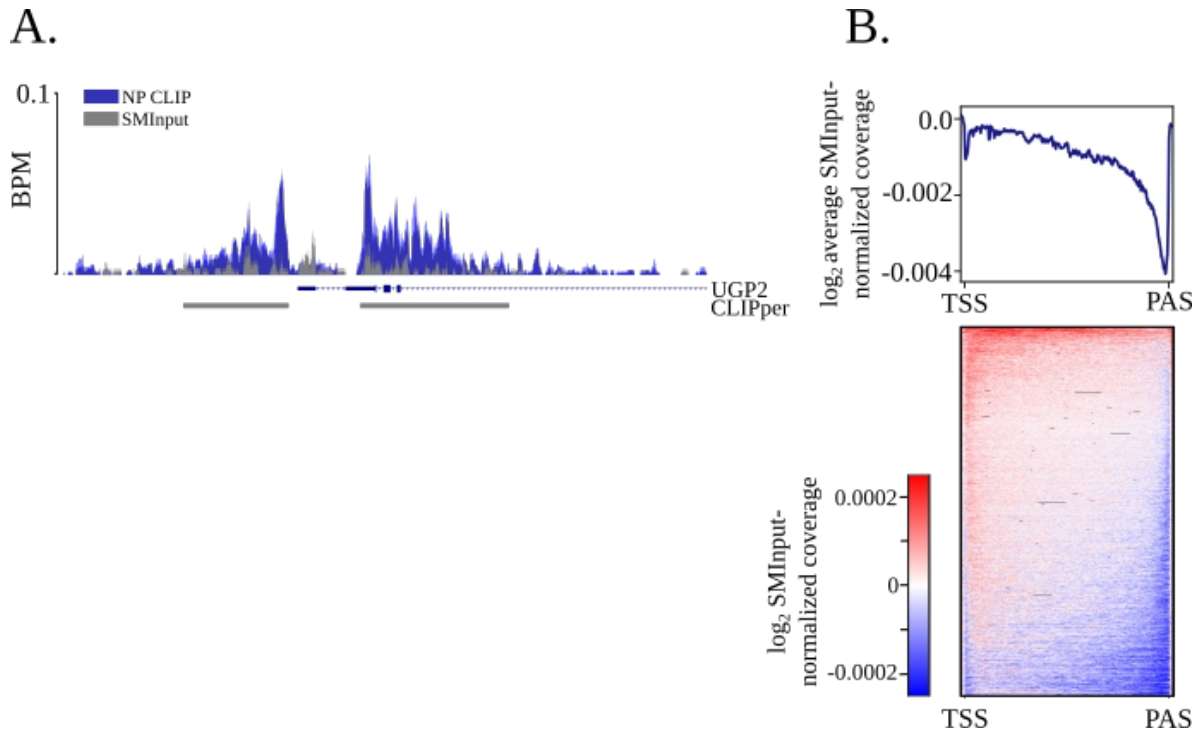 A.
0.1
NP CLIP
SMInput
BPM
UGP2
CLIPper
B.
log₂ average SMInput-
normalized coverage
0.0
-0.002
-0.004
TSS PAS
log₂ SMInput-
normalized coverage
0.0002
0
-0.0002
TSS PAS